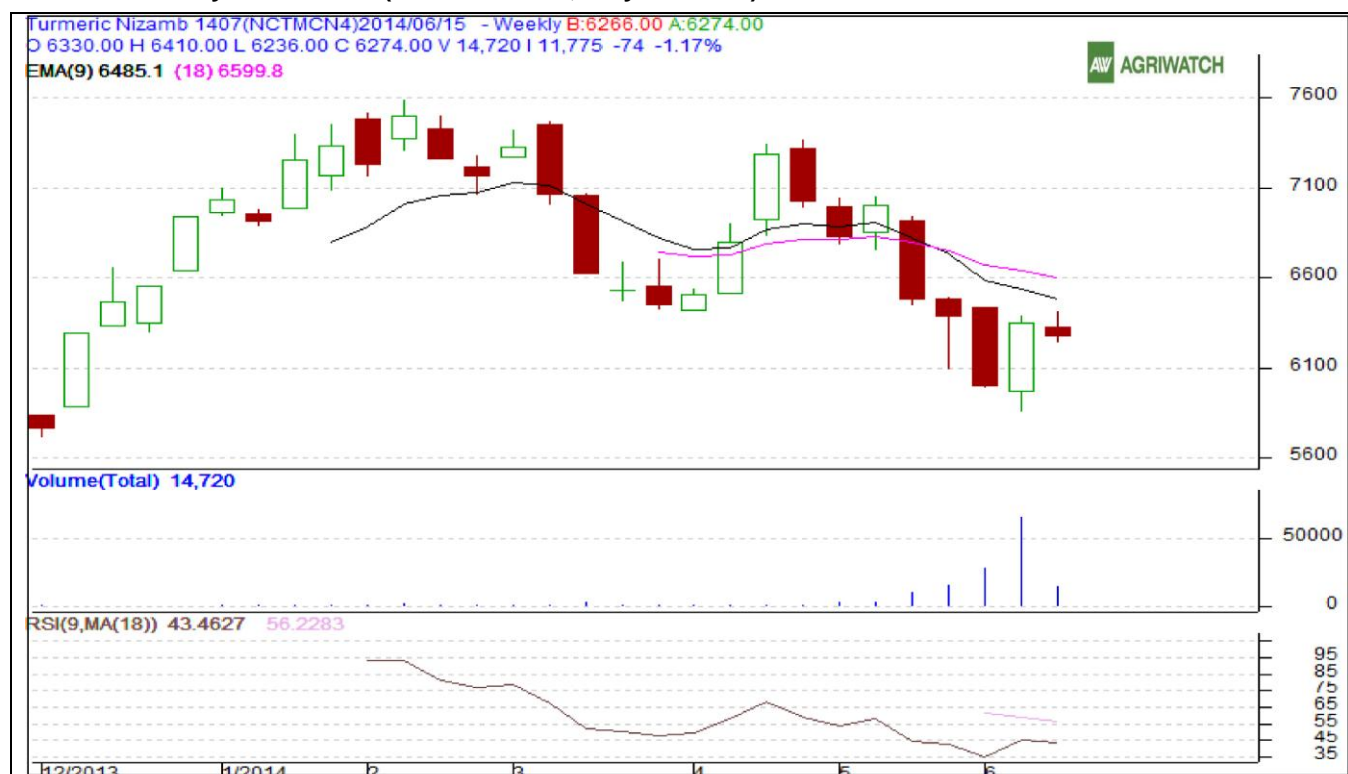 Turmeric Nizamb 1407(NCTMCN4)2014/06/15 - Weekly B:6266.00 A:6274.00
O 6330.00 H 6410.00 L 6236.00 C 6274.00 V 14,720 I 11,775 -74 -1.17%
EMA(9) 6485.1 (18) 6599.8
AW AGRIWATCH
7600
7100
6600
6100
5600
Volume(Total) 14,720
50000
0
RSI(9,MA(18)) 43.4627 56.2283
95
85
75
65
55
45
35
12/2013 1/2014 2 3 4 5 6